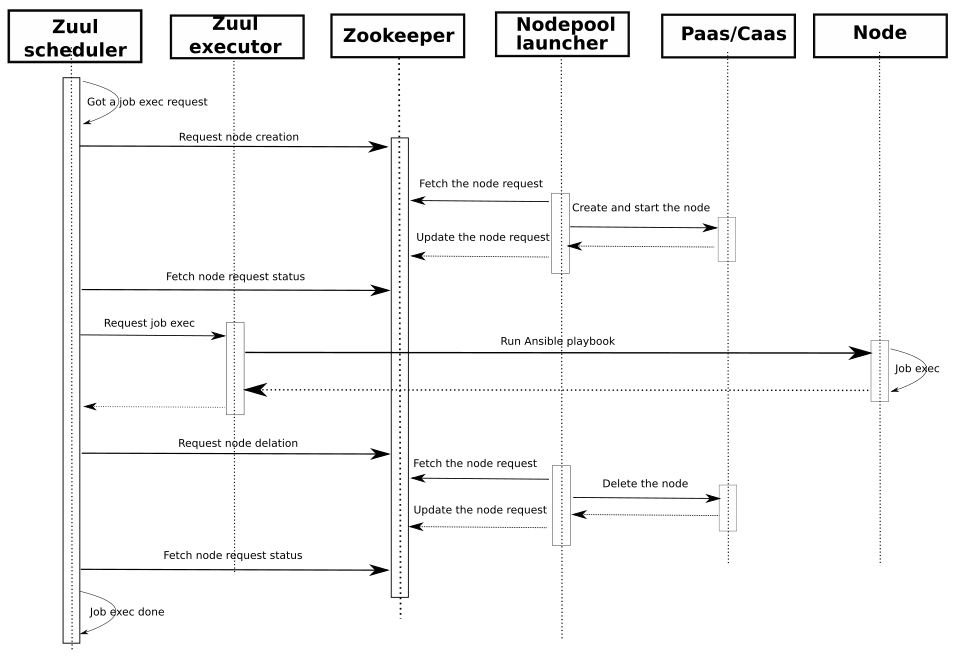 Zuul
scheduler
Zuul
executor
Zookeeper
Nodepool
launcher
Paas/Caas
Node
Got a job exec request
Request node creation
Fetch the node request
Create and start the node
Update the node request
Fetch node request status
Request job exec
Run Ansible playbook
Job exec
Request node delation
Fetch the node request
Delete the node
Update the node request
Fetch node request status
Job exec done